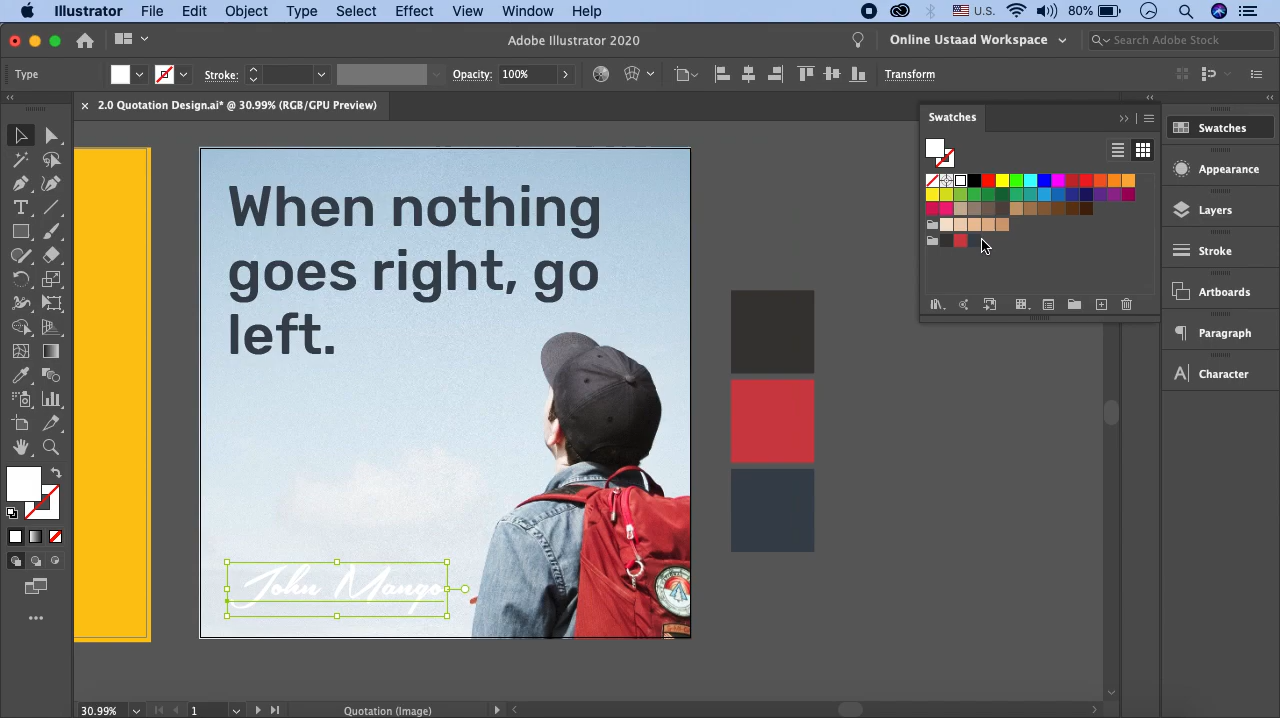 Illustrator File Edit Object Type Select Effect View Window Help U.S. 80%
Adobe Illustrator 2020 Online Ustaad Workspace Search Adobe Stock
Type Stroke: Opacity: 100% Transform
× 2.0 Quotation Design.ai* @ 30.99% (RGB/GPU Preview)
Swatches
Swatches
Appearance
Layers
Stroke
Artboards
Paragraph
Character
When nothing
goes right, go
left.
John Mango
30.99% 1 Quotation (Image)